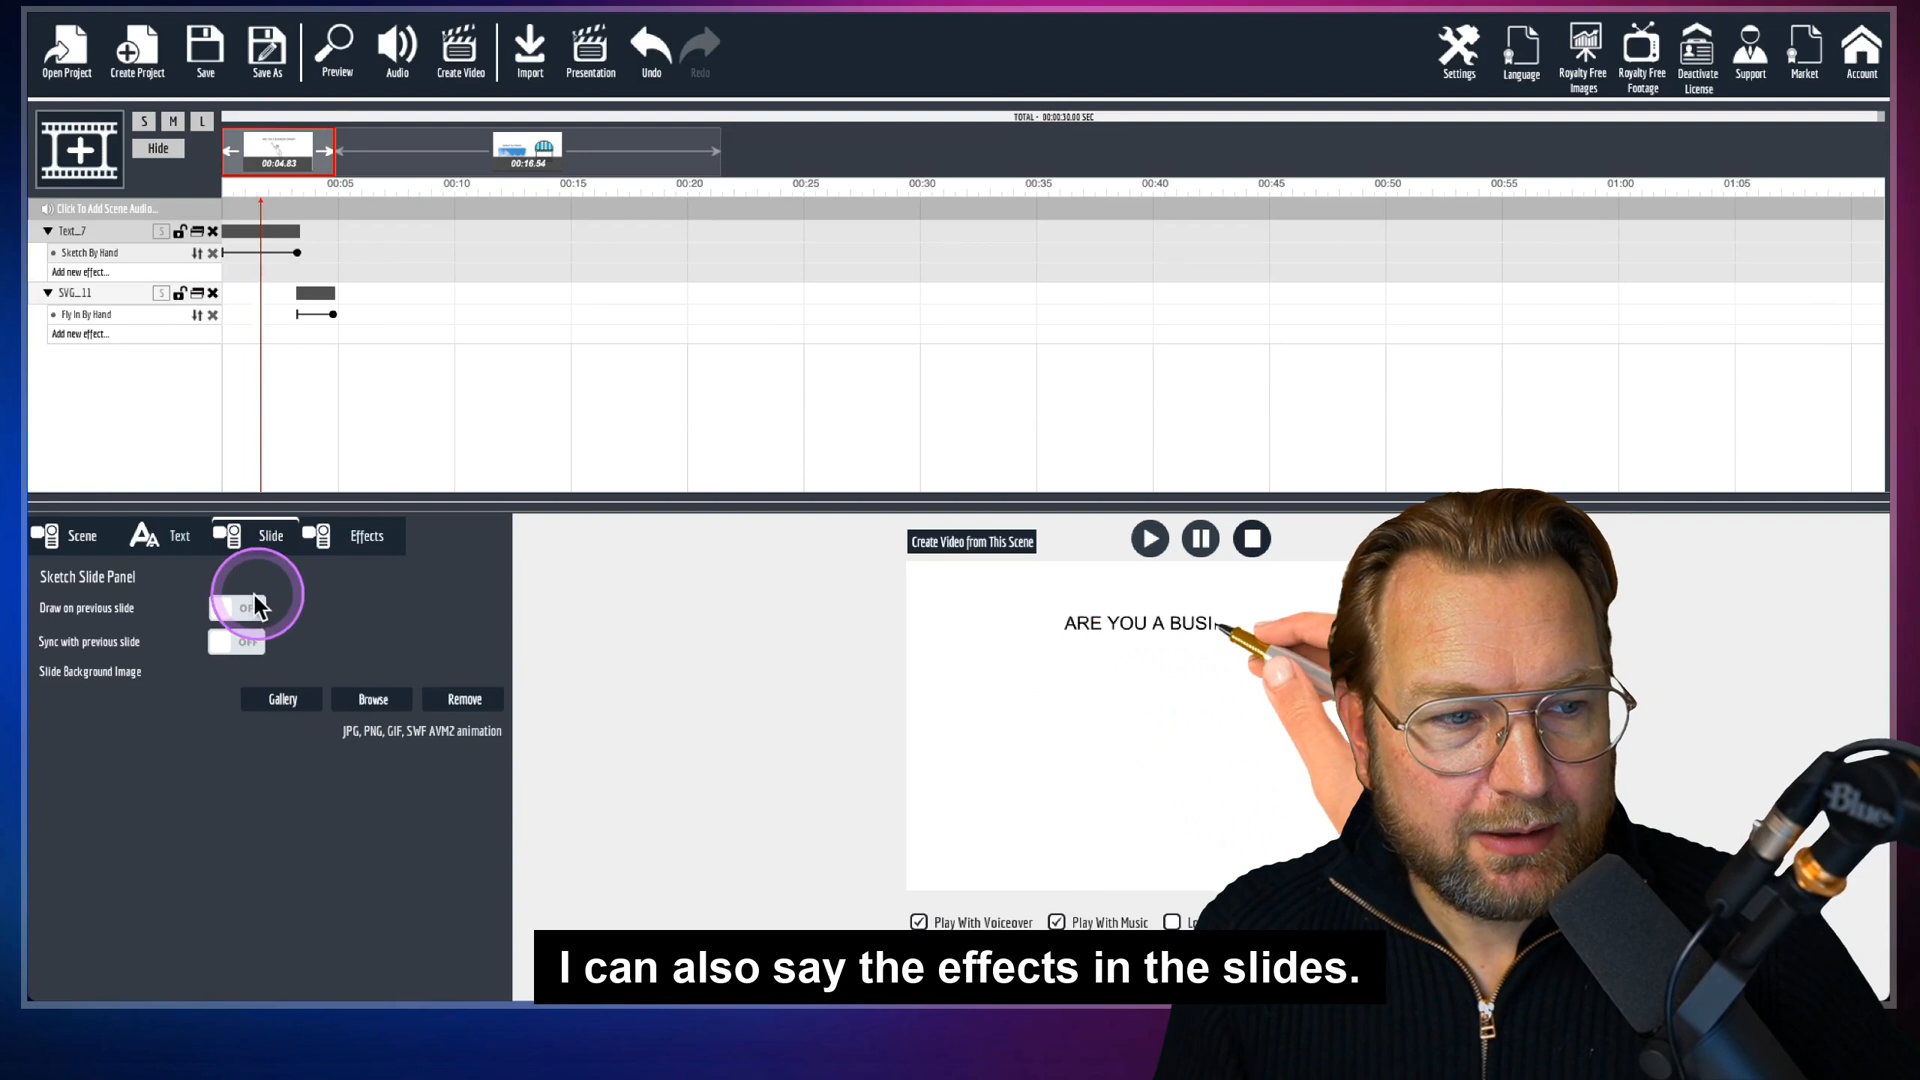 Open Project
Create Project
Save
Save As
Preview
Audio
Create Video
Import
Presentation
Undo
Redo
Settings
Language
Royalty Free Images
Royalty Free Footage
Deactivate License
Support
Market
Account
S M L
Hide
TOTAL - 00:00:30.00 SEC
00:04.83
00:16.54
00:05 00:10 00:15 00:20 00:25 00:30 00:35 00:40 00:45 00:50 00:55 01:00 01:05
Click To Add Scene Audio...
Text_7 S
Sketch By Hand
Add new effect...
SVG_11 S
Fly In By Hand
Add new effect...
Scene Text Slide Effects
Sketch Slide Panel
Draw on previous slide
Sync with previous slide OFF
Slide Background Image
Gallery Browse Remove
JPG, PNG, GIF, SWF AVM2 animation
Create Video from This Scene
ARE YOU A BUSI
Play With Voiceover Play With Music
Blue
I can also say the effects in the slides.